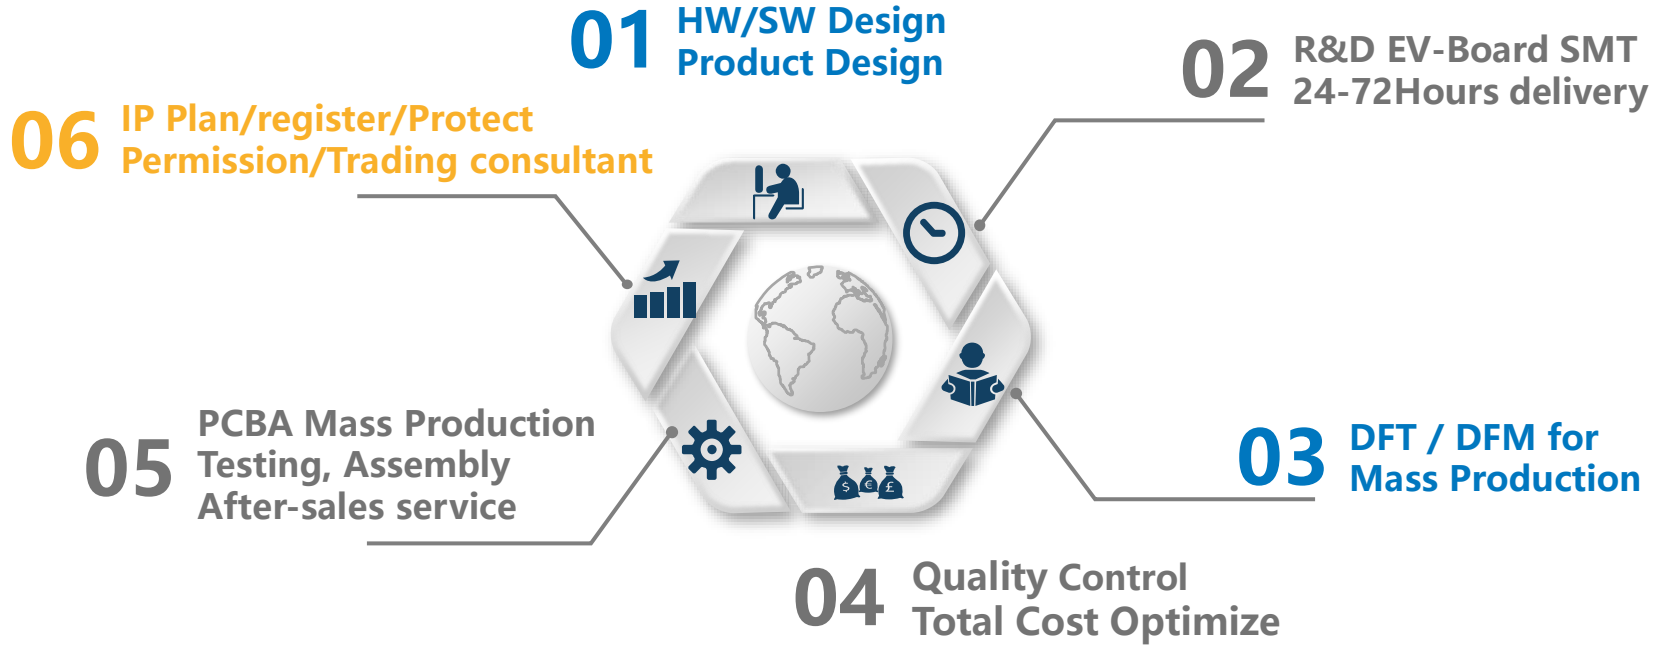 01
HW/SW Design
Product Design
02
R&D EV-Board SMT
24-72Hours delivery
03
DFT / DFM for
Mass Production
04
Quality Control
Total Cost Optimize
05
PCBA Mass Production
Testing, Assembly
After-sales service
06
IP Plan/register/Protect
Permission/Trading consultant
$ € £